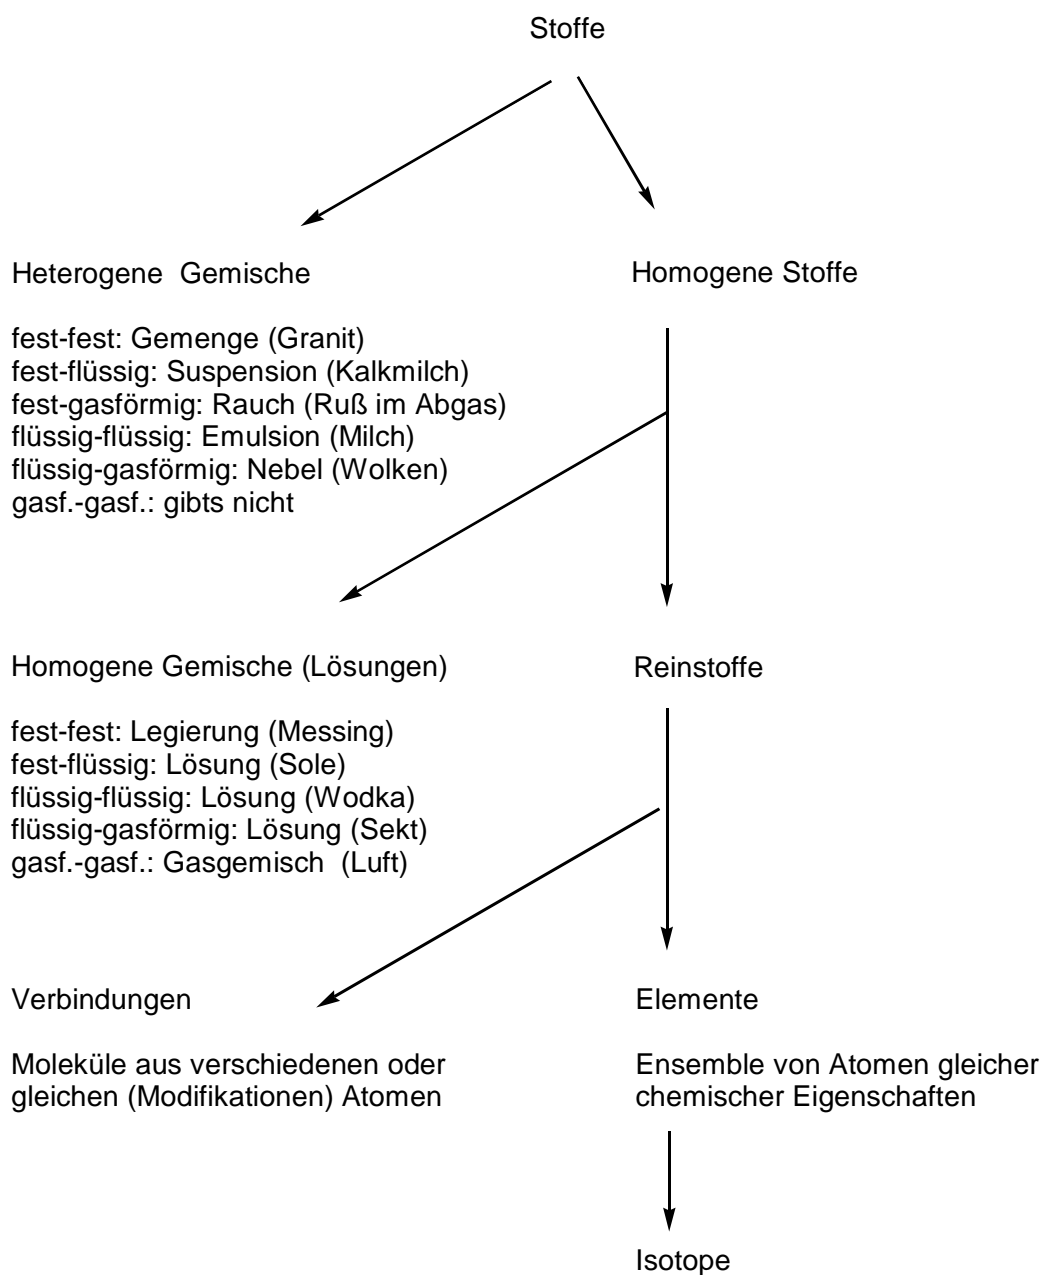 Stoffe
Heterogene Gemische
Homogene Stoffe
fest-fest: Gemenge (Granit)
fest-flüssig: Suspension (Kalkmilch)
fest-gasförmig: Rauch (Ruß im Abgas)
flüssig-flüssig: Emulsion (Milch)
flüssig-gasförmig: Nebel (Wolken)
gasf.-gasf.: gibts nicht
Homogene Gemische (Lösungen)
Reinstoffe
fest-fest: Legierung (Messing)
fest-flüssig: Lösung (Sole)
flüssig-flüssig: Lösung (Wodka)
flüssig-gasförmig: Lösung (Sekt)
gasf.-gasf.: Gasgemisch (Luft)
Verbindungen
Elemente
Moleküle aus verschiedenen oder
gleichen (Modifikationen) Atomen
Ensemble von Atomen gleicher
chemischer Eigenschaften
Isotope